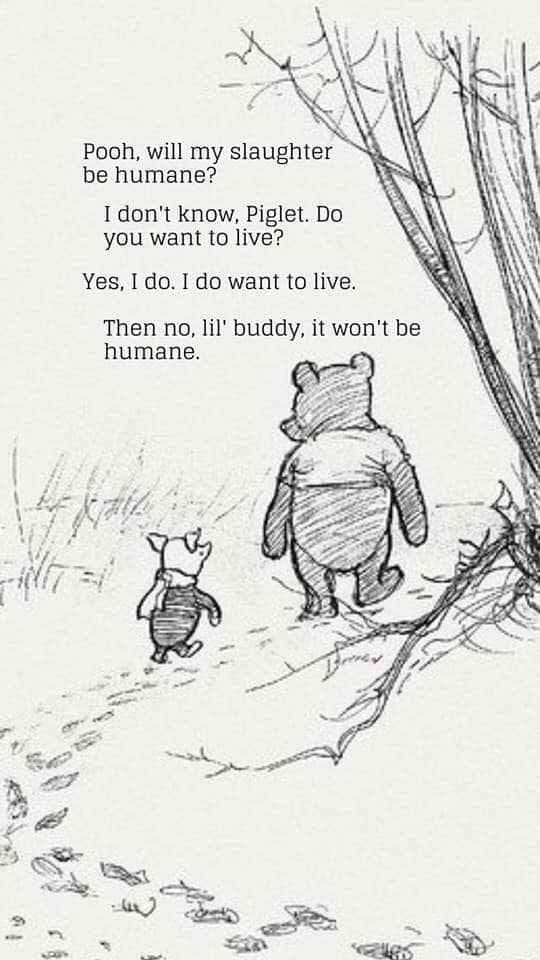 Pooh, will my slaughter
be humane?
I don't know, Piglet. Do
you want to live?
Yes, I do. I do want to live.
Then no, lil' buddy, it won't be
humane.